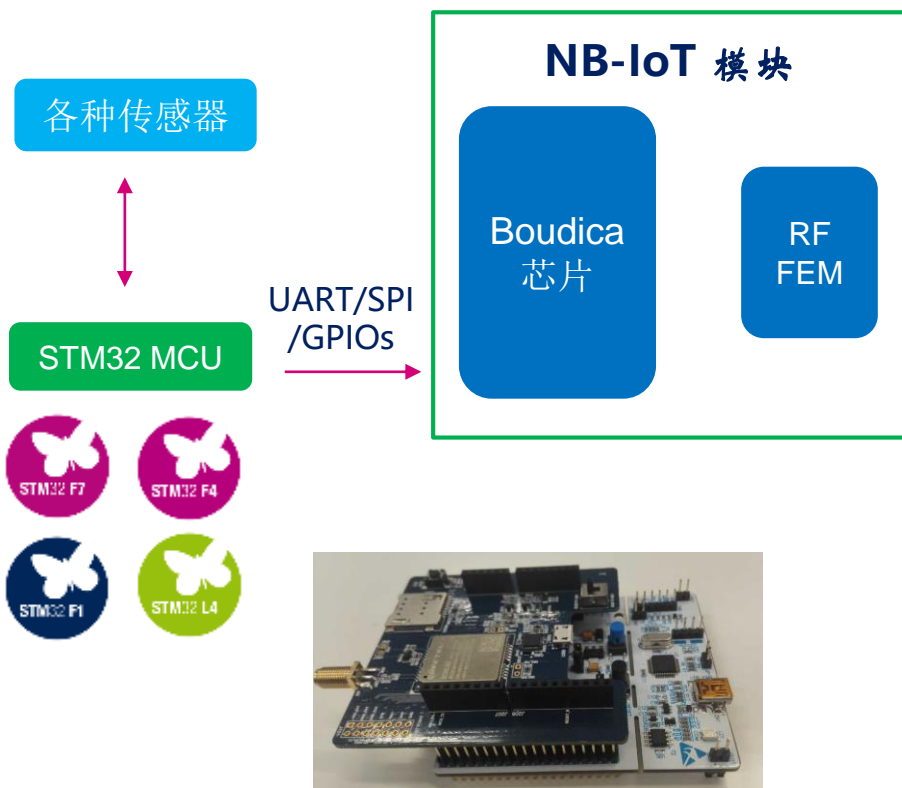 NB-IoT 模块
各种传感器
Boudica
芯片
RF
FEM
UART/SPI
/GPIOs
STM32 MCU
STM32 F7
STM32 F4
STM32 F1
STM32 L4